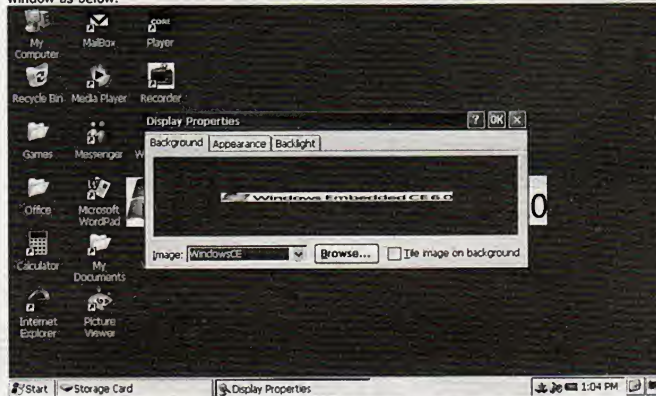 window as below.
My Computer
MailBox
CORE
Player
Recycle Bin
Media Player
Recorder
Games
Messenger
W
Office
Microsoft WordPad
Calculator
My Documents
Internet Explorer
Picture Viewer
Display Properties
? OK ×
Background Appearance Backlight
Windows Embedded CE 6.0
0
Image: WindowsCE
Browse...
Tile image on background
Start
Storage Card
Display Properties
1:04 PM